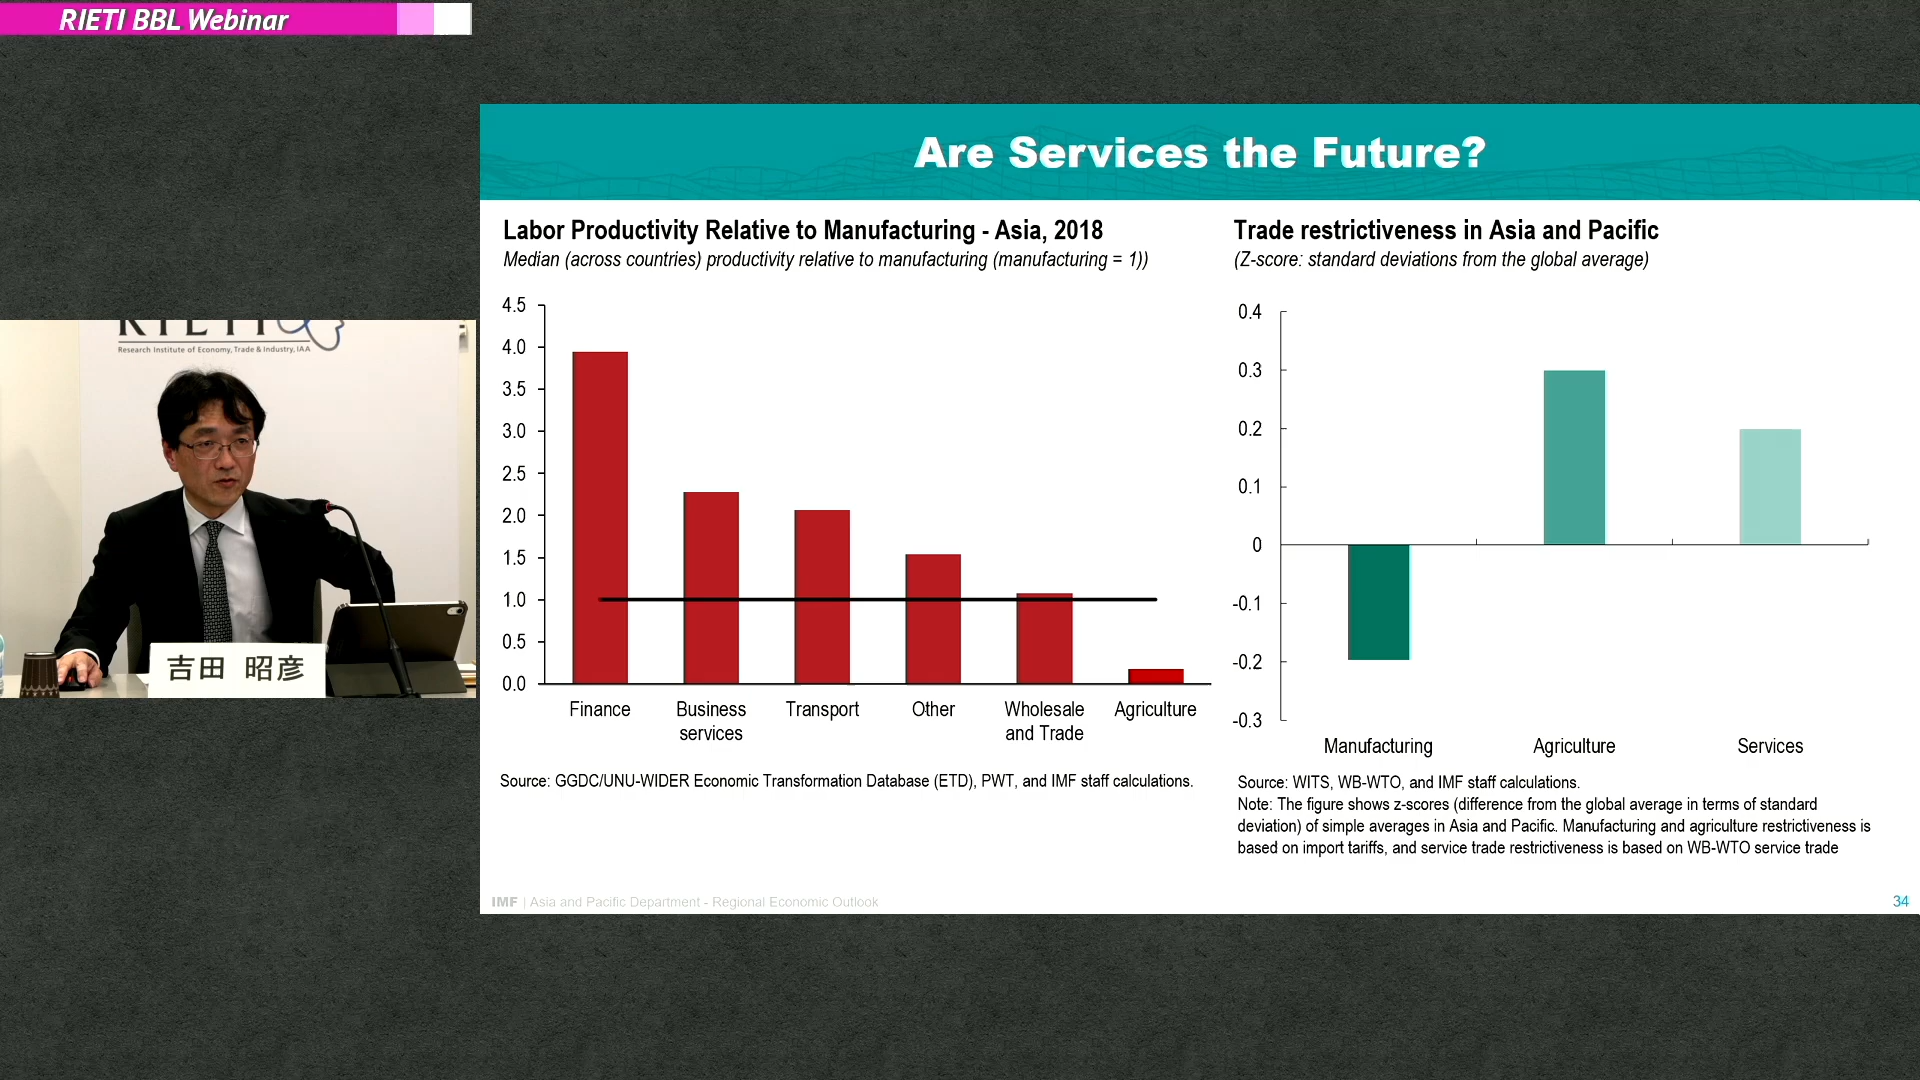 RIETI BBL Webinar
RIETI
Research Institute of Economy, Trade & Industry, IAA
吉田 昭彦
Are Services the Future?
Labor Productivity Relative to Manufacturing - Asia, 2018
Median (across countries) productivity relative to manufacturing (manufacturing = 1))
4.5
4.0
3.5
3.0
2.5
2.0
1.5
1.0
0.5
0.0
Finance
Business services
Transport
Other
Wholesale and Trade
Agriculture
Source: GGDC/UNU-WIDER Economic Transformation Database (ETD), PWT, and IMF staff calculations.
Trade restrictiveness in Asia and Pacific
(Z-score: standard deviations from the global average)
0.4
0.3
0.2
0.1
0
-0.1
-0.2
-0.3
Manufacturing
Agriculture
Services
Source: WITS, WB-WTO, and IMF staff calculations.
Note: The figure shows z-scores (difference from the global average in terms of standard
deviation) of simple averages in Asia and Pacific. Manufacturing and agriculture restrictiveness is
based on import tariffs, and service trade restrictiveness is based on WB-WTO service trade
IMF | Asia and Pacific Department - Regional Economic Outlook
34